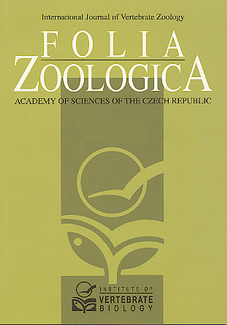 International Journal of Vertebrate Zoology
FOLIA
ZOOLOGICA
ACADEMY OF SCIENCES OF THE CZECH REPUBLIC
INSTITUTE OF
VERTEBRATE
BIOLOGY